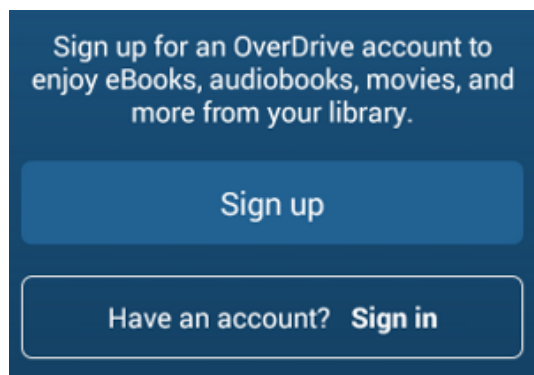 Sign up for an OverDrive account to
enjoy eBooks, audiobooks, movies, and
more from your library.
Sign up
Have an account? Sign in